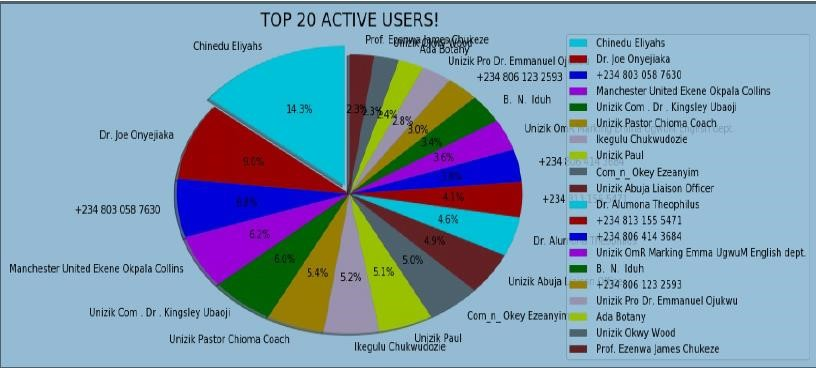 TOP 20 ACTIVE USERS!
Chinedu Eliyahs
Dr. Joe Onyejiaka
+234 803 058 7630
Manchester United Ekene Okpala Collins
Unizik Com . Dr . Kingsley Ubaoji
Unizik Pastor Chioma Coach
Ikegulu Chukwudozie
Unizik Paul
Com_n_ Okey Ezeanyim
Unizik Abuja
Dr. Alu
+234
+234
Unizik Om
B. N. Iduh
+234 806 123 2593
Unizik Pro Dr. Emmanuel Oj
Ada Botany
Prof. Ezenwa James Chukeze
14.3%
9.0%
6.2%
6.0%
5.4%
5.2%
5.1%
5.0%
4.9%
4.6%
4.1%
3.6%
3.4%
3.0%
2.8%
2.4%
2.3%
2.3%
Chinedu Eliyahs
Dr. Joe Onyejiaka
+234 803 058 7630
Manchester United Ekene Okpala Collins
Unizik Com . Dr . Kingsley Ubaoji
Unizik Pastor Chioma Coach
Ikegulu Chukwudozie
Unizik Paul
Com_n_ Okey Ezeanyim
Unizik Abuja Liaison Officer
Dr. Alumona Theophilus
+234 813 155 5471
+234 806 414 3684
Unizik OmR Marking Emma UgwuM English dept.
B. N. Iduh
+234 806 123 2593
Unizik Pro Dr. Emmanuel Ojukwu
Ada Botany
Unizik Okwy Wood
Prof. Ezenwa James Chukeze